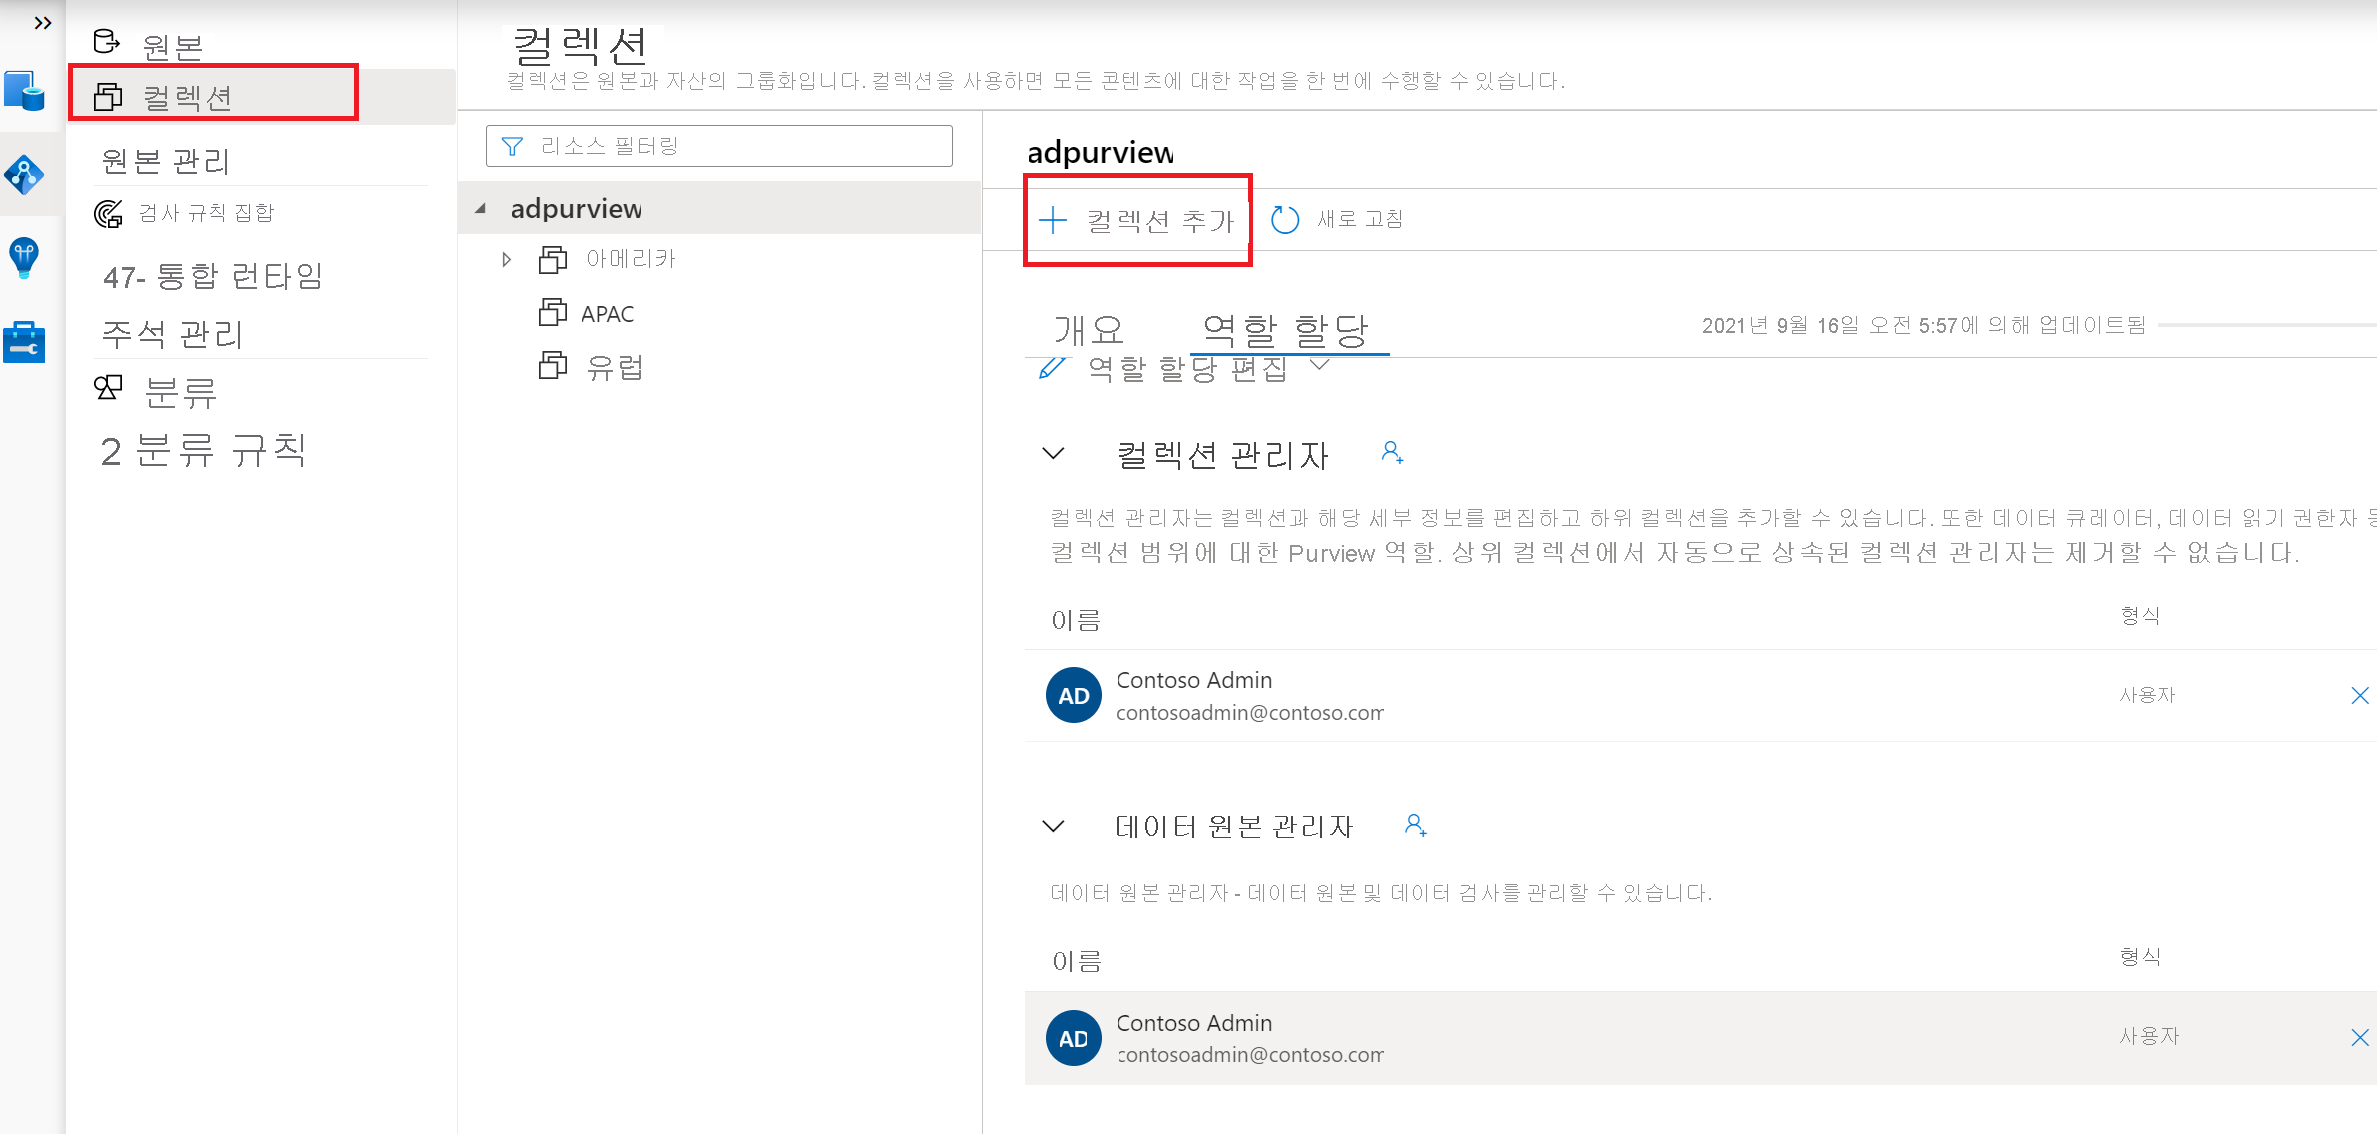 원본
컬렉션
원본 관리
검사 규칙 집합
47- 통합 런타임
주석 관리
분류
2 분류 규칙
컬렉션
컬렉션은 원본과 자산의 그룹화입니다. 컬렉션을 사용하면 모든 콘텐츠에 대한 작업을 한 번에 수행할 수 있습니다.
리소스 필터링
adpurview
아메리카
APAC
유럽
adpurview
컬렉션 추가
새로 고침
개요
역할 할당
2021년 9월 16일 오전 5:57에 의해 업데이트됨
역할 할당 편집
컬렉션 관리자
컬렉션 관리자는 컬렉션과 해당 세부 정보를 편집하고 하위 컬렉션을 추가할 수 있습니다. 또한 데이터 큐레이터, 데이터 읽기 권한자
컬렉션 범위에 대한 Purview 역할. 상위 컬렉션에서 자동으로 상속된 컬렉션 관리자는 제거할 수 없습니다.
이름 형식
AD Contoso Admin
contosoadmin@contoso.com
사용자
데이터 원본 관리자
데이터 원본 관리자 - 데이터 원본 및 데이터 검사를 관리할 수 있습니다.
이름 형식
AD Contoso Admin
contosoadmin@contoso.com
사용자